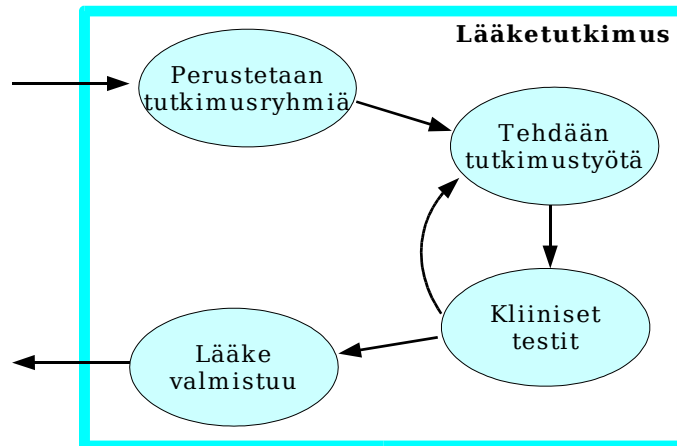 Lääketutkimus
Perustetaan
tutkimusryhmiä
Tehdään
tutkimustyötä
Kliiniset
testit
Lääke
valmistuu